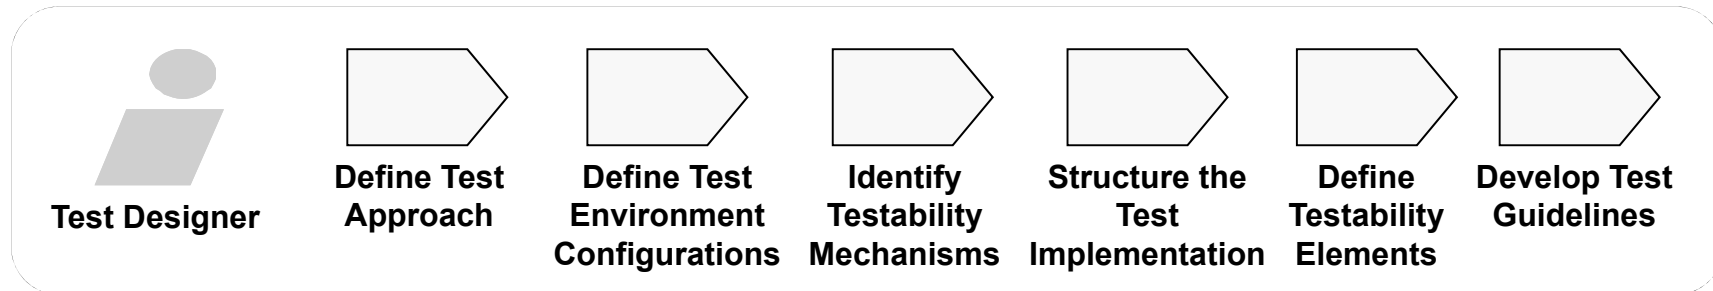 Test Designer
Define Test
Approach
Define Test
Environment
Configurations
Identify
Testability
Mechanisms
Structure the
Test
Implementation
Define
Testability
Elements
Develop Test
Guidelines